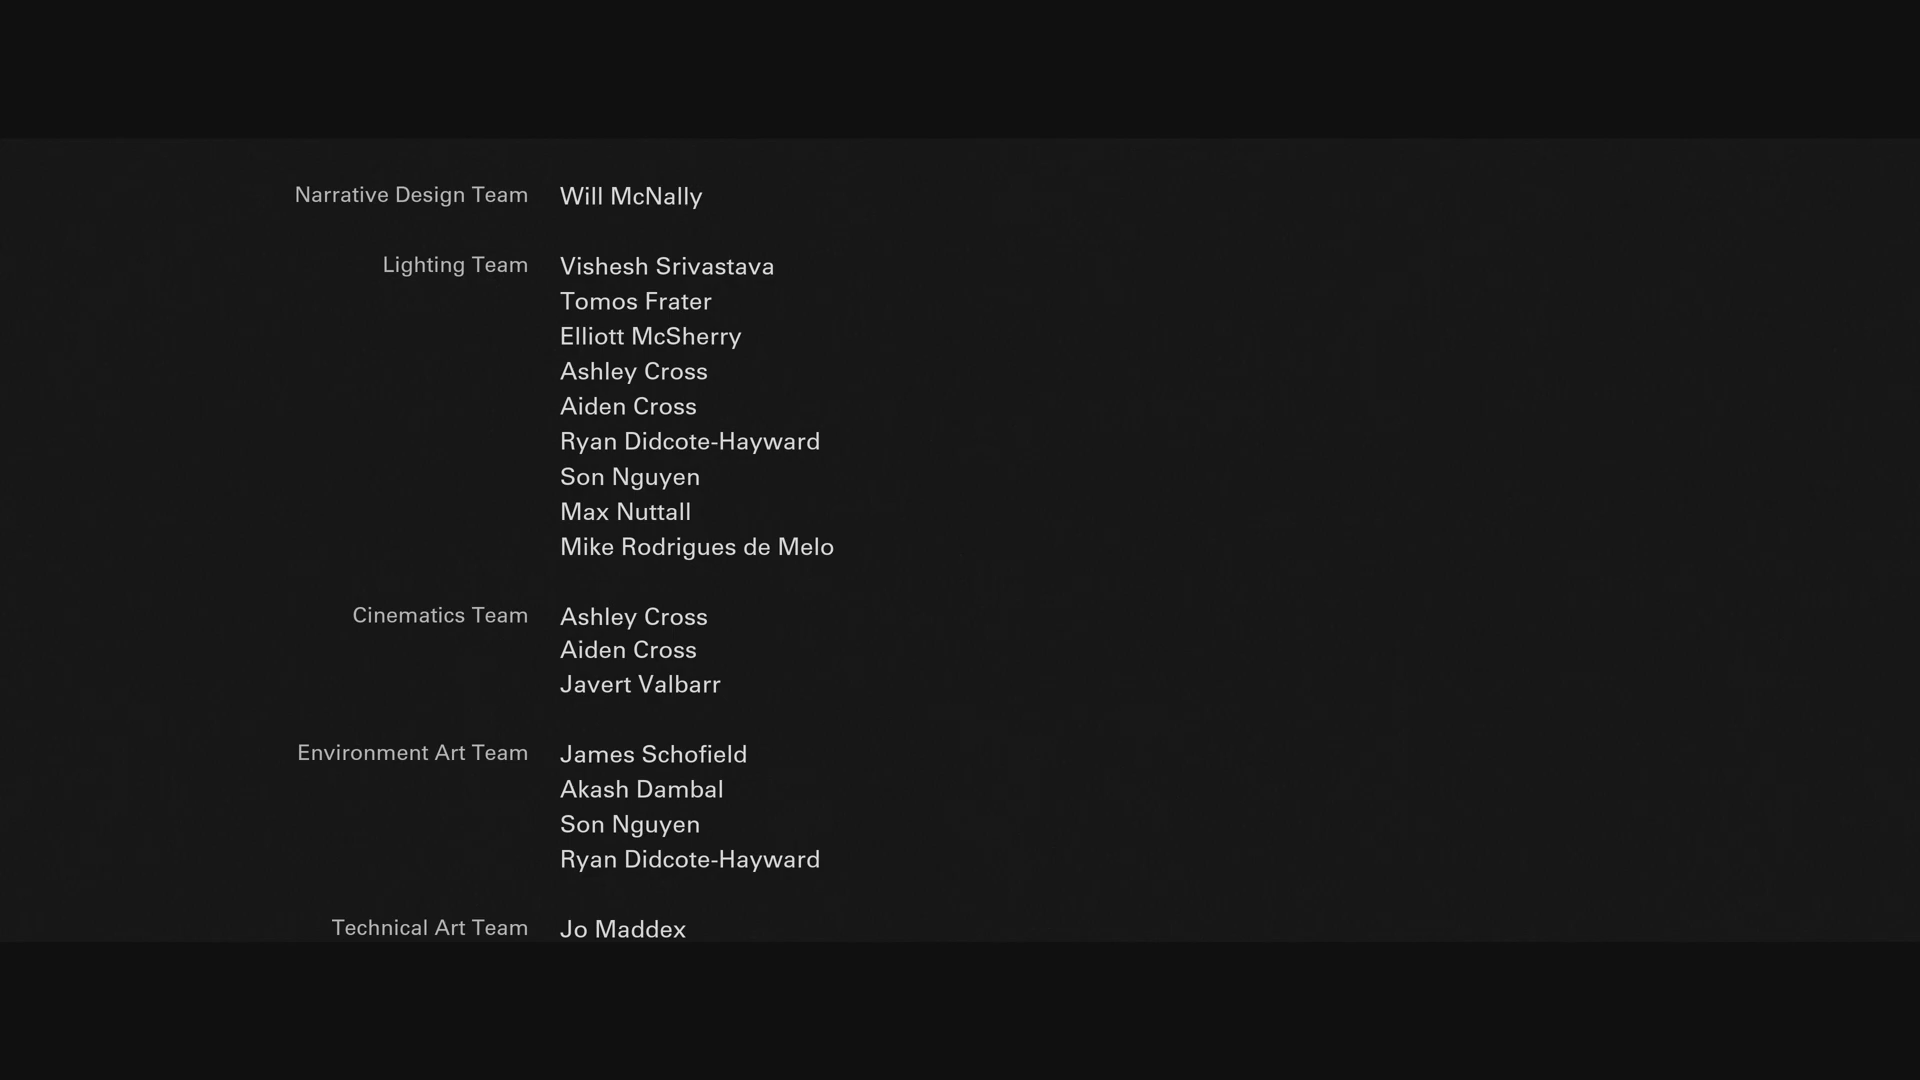 Narrative Design Team Will McNally
Lighting Team Vishesh Srivastava
Tomos Frater
Elliott McSherry
Ashley Cross
Aiden Cross
Ryan Didcote-Hayward
Son Nguyen
Max Nuttall
Mike Rodrigues de Melo
Cinematics Team Ashley Cross
Aiden Cross
Javert Valbarr
Environment Art Team James Schofield
Akash Dambal
Son Nguyen
Ryan Didcote-Hayward
Technical Art Team Jo Maddex